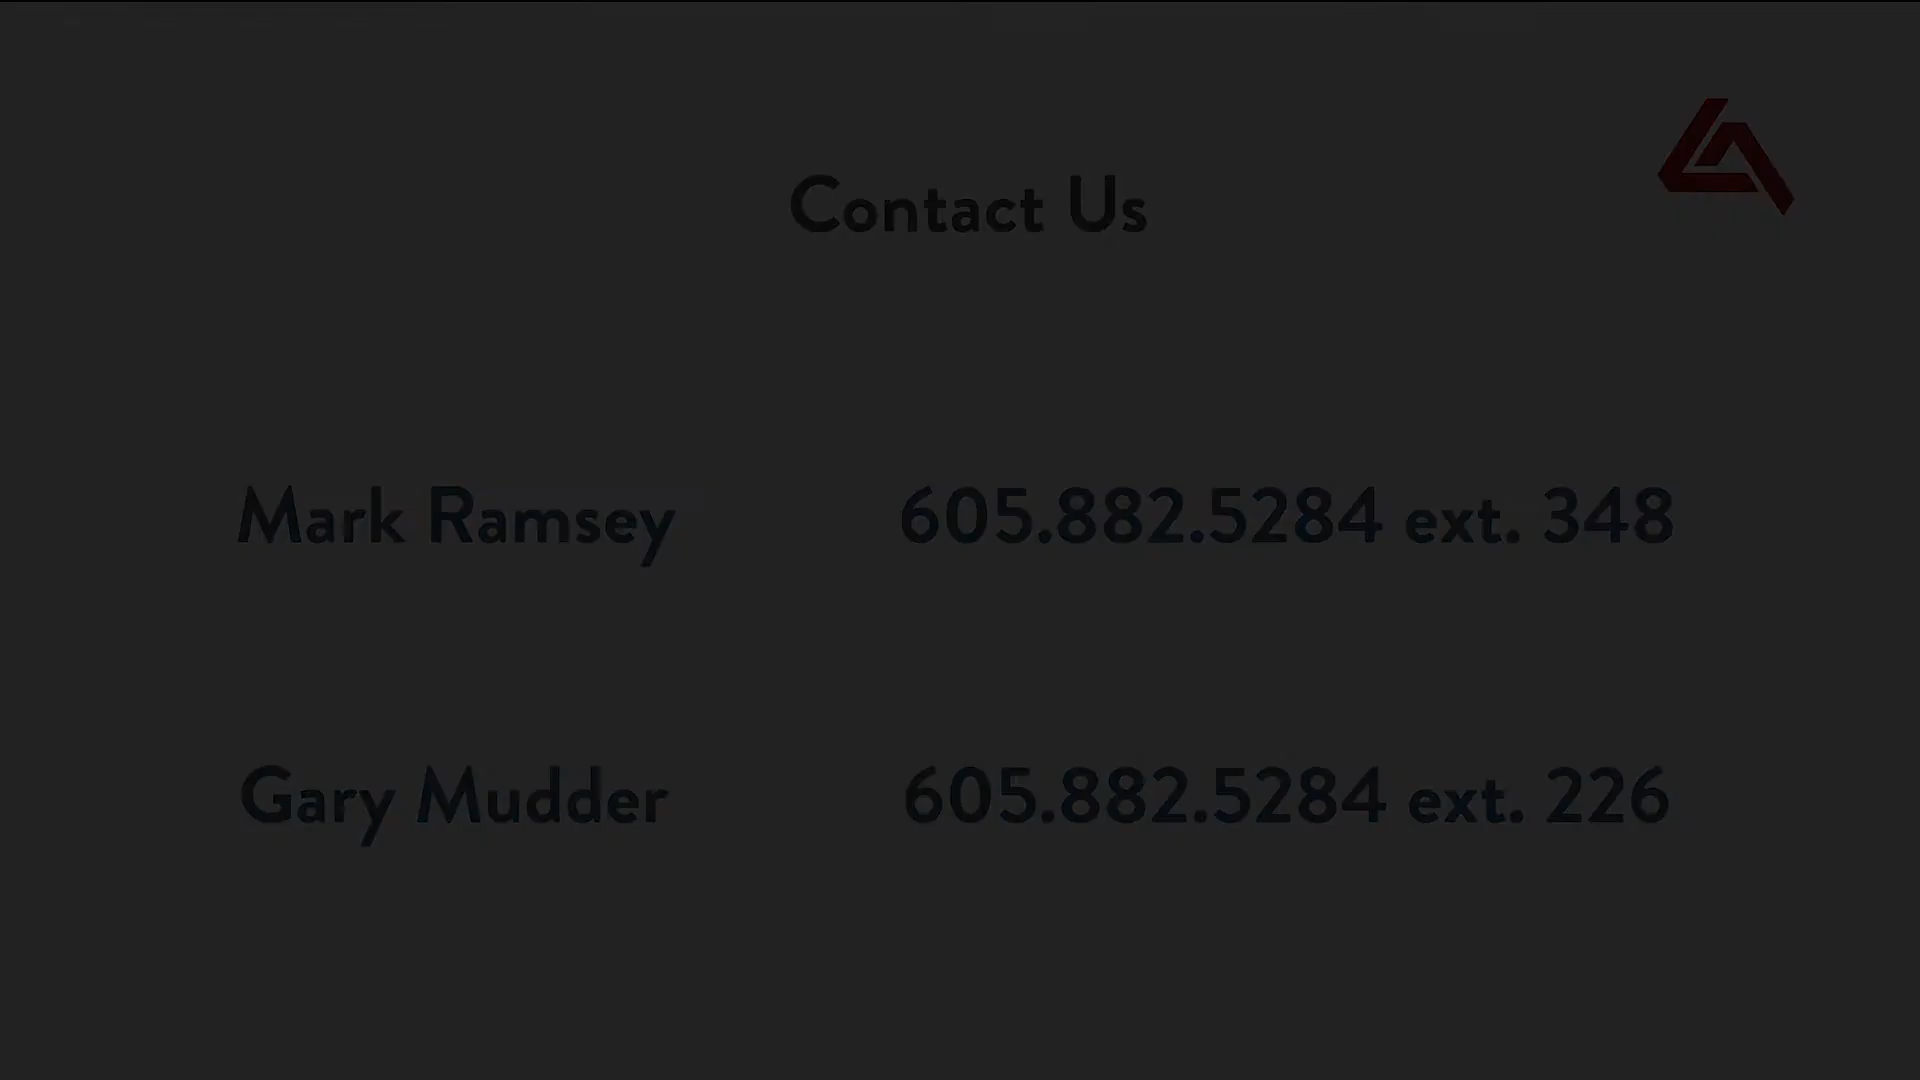 Contact Us
Mark Ramsey 605.882.5284 ext. 348
Gary Mudder 605.882.5284 ext. 226